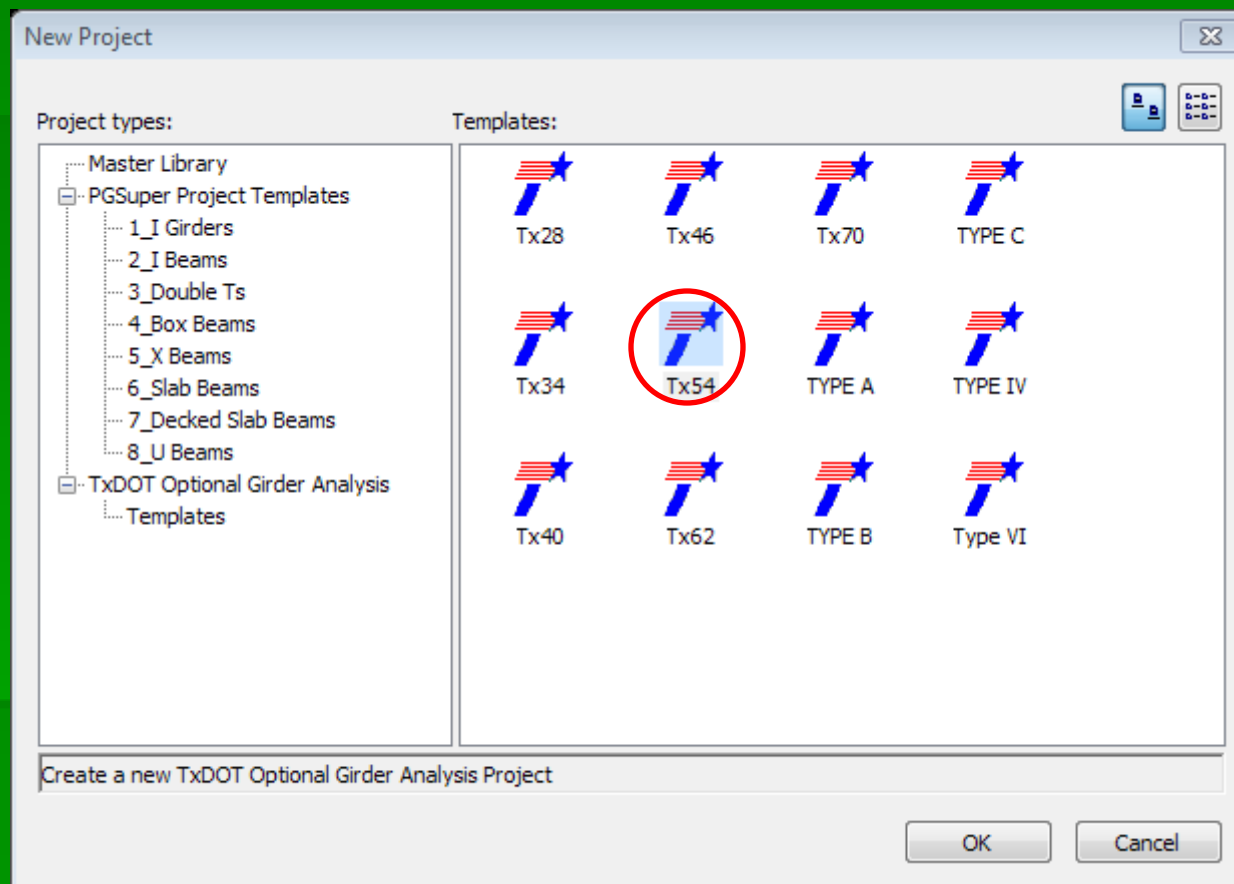 New Project
Project types:
Templates:
Master Library
PGSuper Project Templates
1_I Girders
2_I Beams
3_Double Ts
4_Box Beams
5_X Beams
6_Slab Beams
7_Decked Slab Beams
8_U Beams
TxDOT Optional Girder Analysis
Templates
Tx28 Tx46 Tx70 TYPE C
Tx34 Tx54 TYPE A TYPE IV
Tx40 Tx62 TYPE B Type VI
Create a new TxDOT Optional Girder Analysis Project
OK Cancel